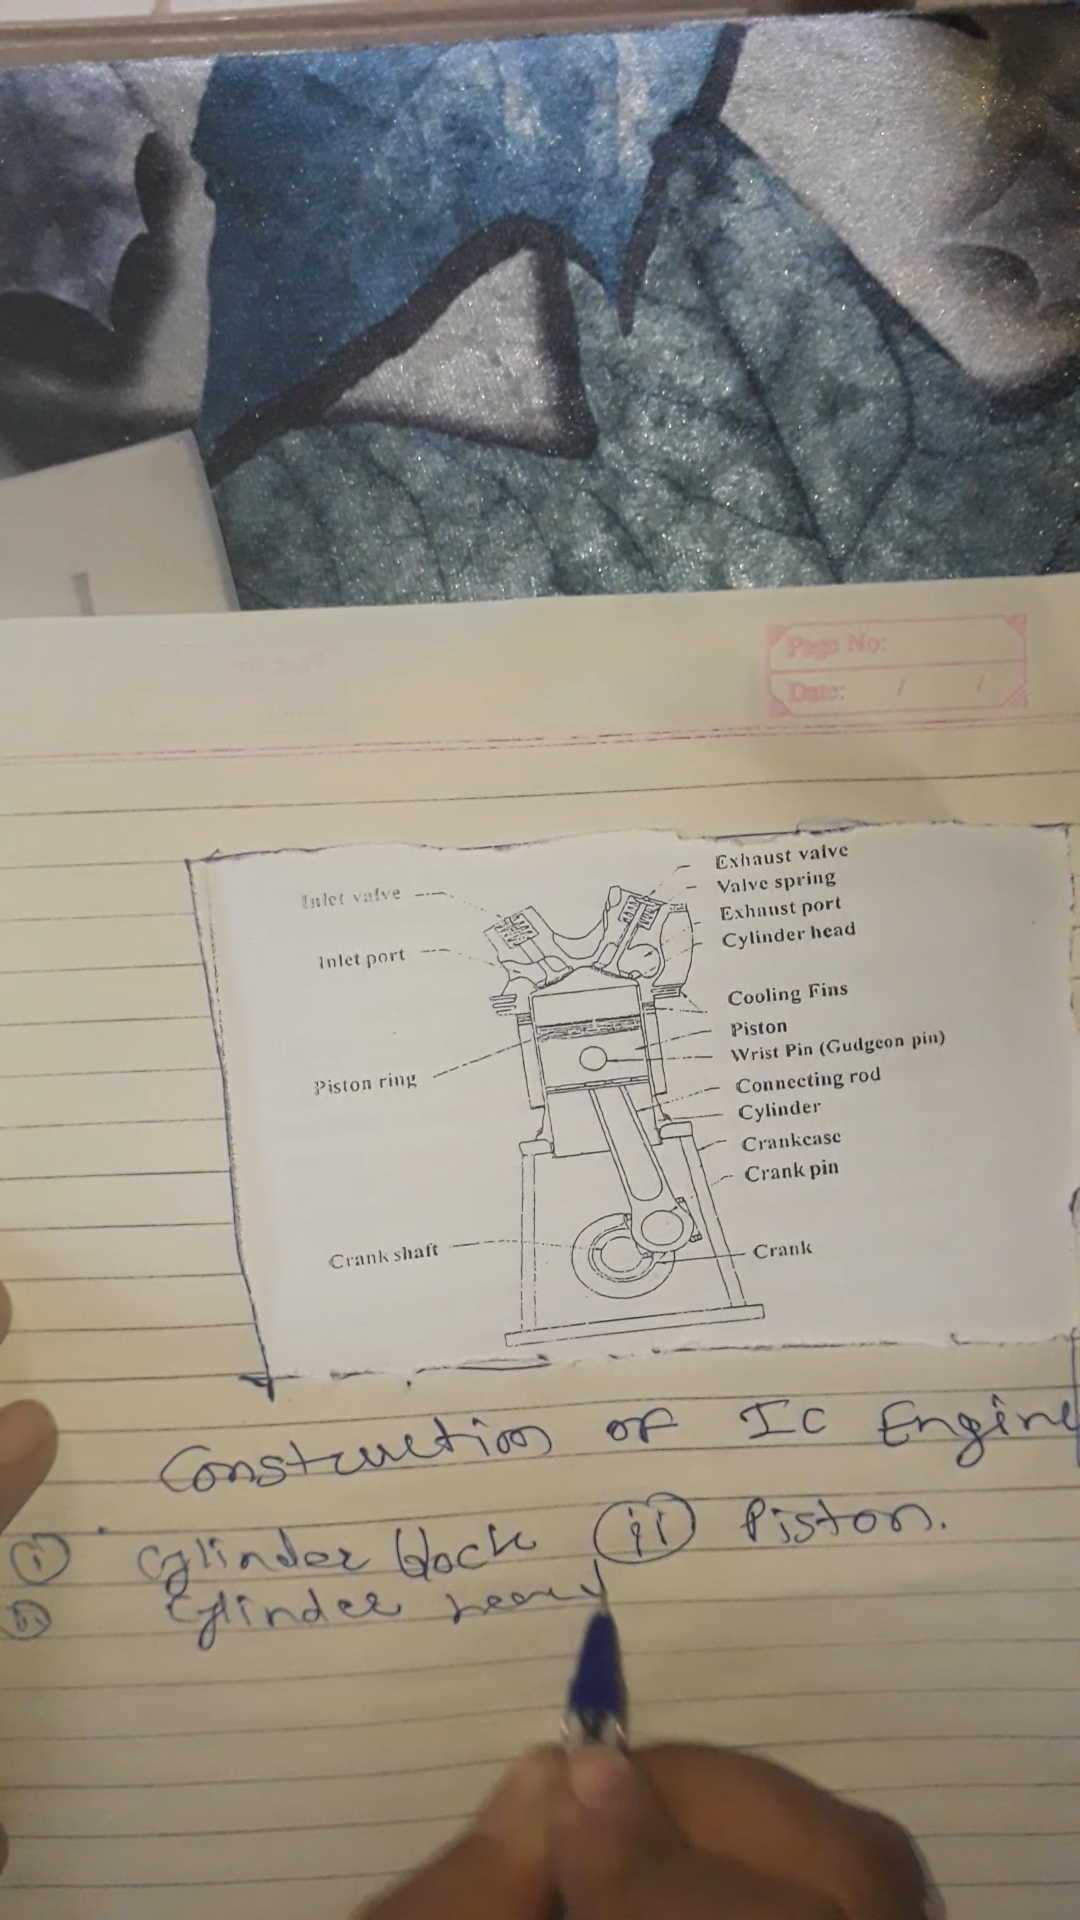 Page No:
Date: / /
Exhaust valve
Inlet valve
Valve spring
Exhaust port
Cylinder head
Inlet port
Cooling Fins
Piston
Wrist Pin (Gudgeon pin)
Piston ring
Connecting rod
Cylinder
Crankcase
Crank pin
Crank shaft
Crank
Construction of IC Engine
(i) Cylinder block (ii) Piston.
Cylinder head